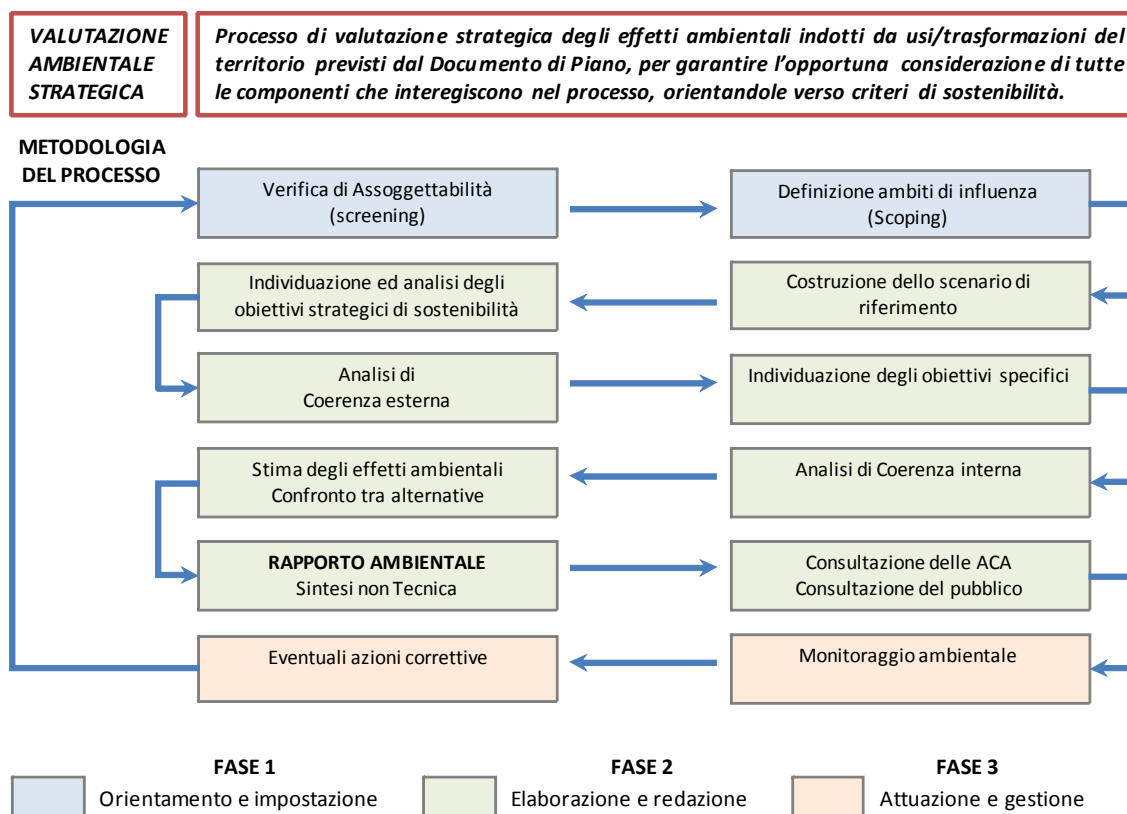 VALUTAZIONE
AMBIENTALE
STRATEGICA
Processo di valutazione strategica degli effetti ambientali indotti da usi/trasformazioni del
territorio previsti dal Documento di Piano, per garantire l'opportuna considerazione di tutte
le componenti che interegiscono nel processo, orientandole verso criteri di sostenibilità.
METODOLOGIA
DEL PROCESSO
Verifica di Assoggettabilità
(screening)
Definizione ambiti di influenza
(Scoping)
Individuazione ed analisi degli
obiettivi strategici di sostenibilità
Costruzione dello scenario di
riferimento
Analisi di
Coerenza esterna
Individuazione degli obiettivi specifici
Stima degli effetti ambientali
Confronto tra alternative
Analisi di Coerenza interna
RAPPORTO AMBIENTALE
Sintesi non Tecnica
Consultazione delle ACA
Consultazione del pubblico
Eventuali azioni correttive
Monitoraggio ambientale
FASE 1
Orientamento e impostazione
FASE 2
Elaborazione e redazione
FASE 3
Attuazione e gestione